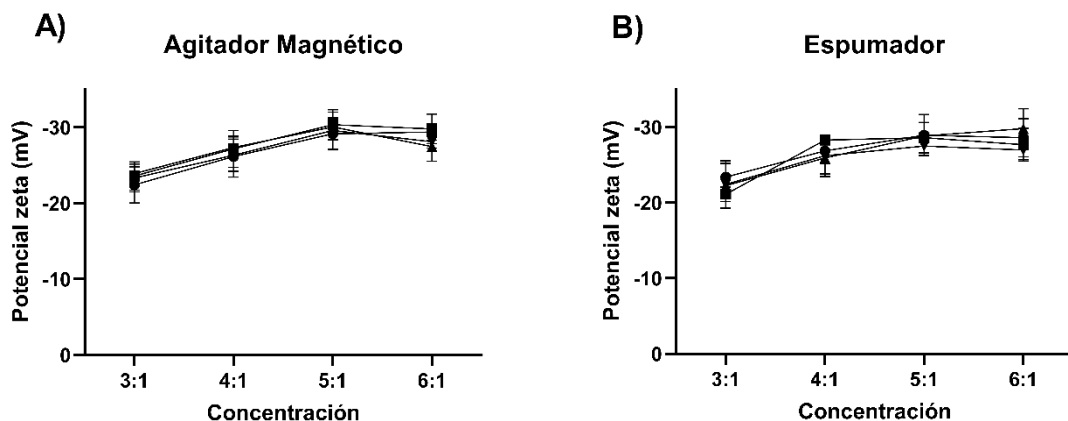 A)
Agitador Magnético
Potencial zeta (mV)
-30
-20
-10
0
3:1 4:1 5:1 6:1
Concentración
B)
Espumador
Potencial zeta (mV)
-30
-20
-10
0
3:1 4:1 5:1 6:1
Concentración